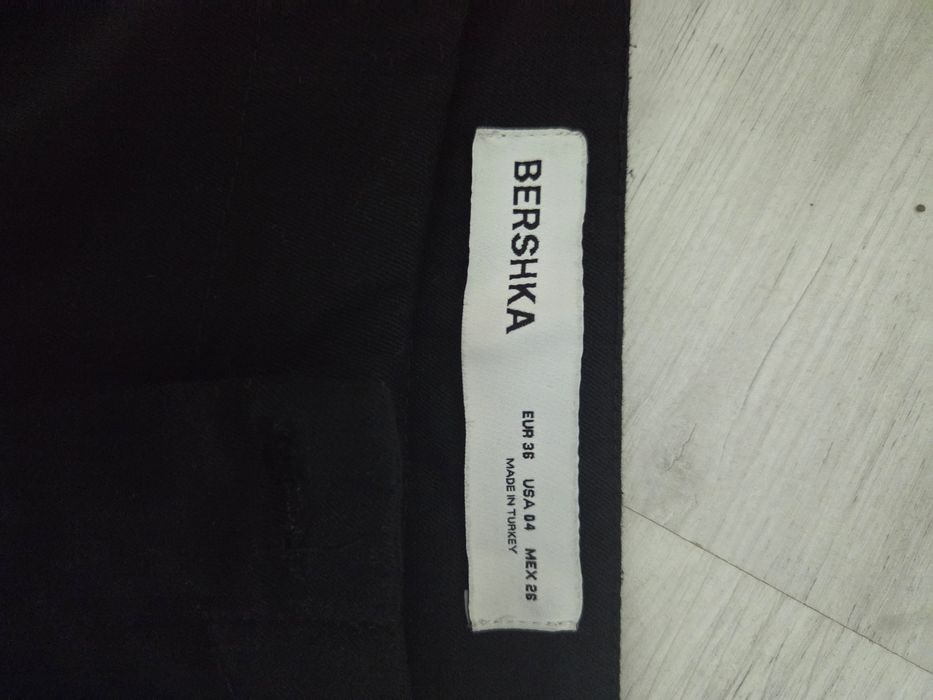 BERSHKA
EUR 36 USA 04 MEX 26
MADE IN TURKEY